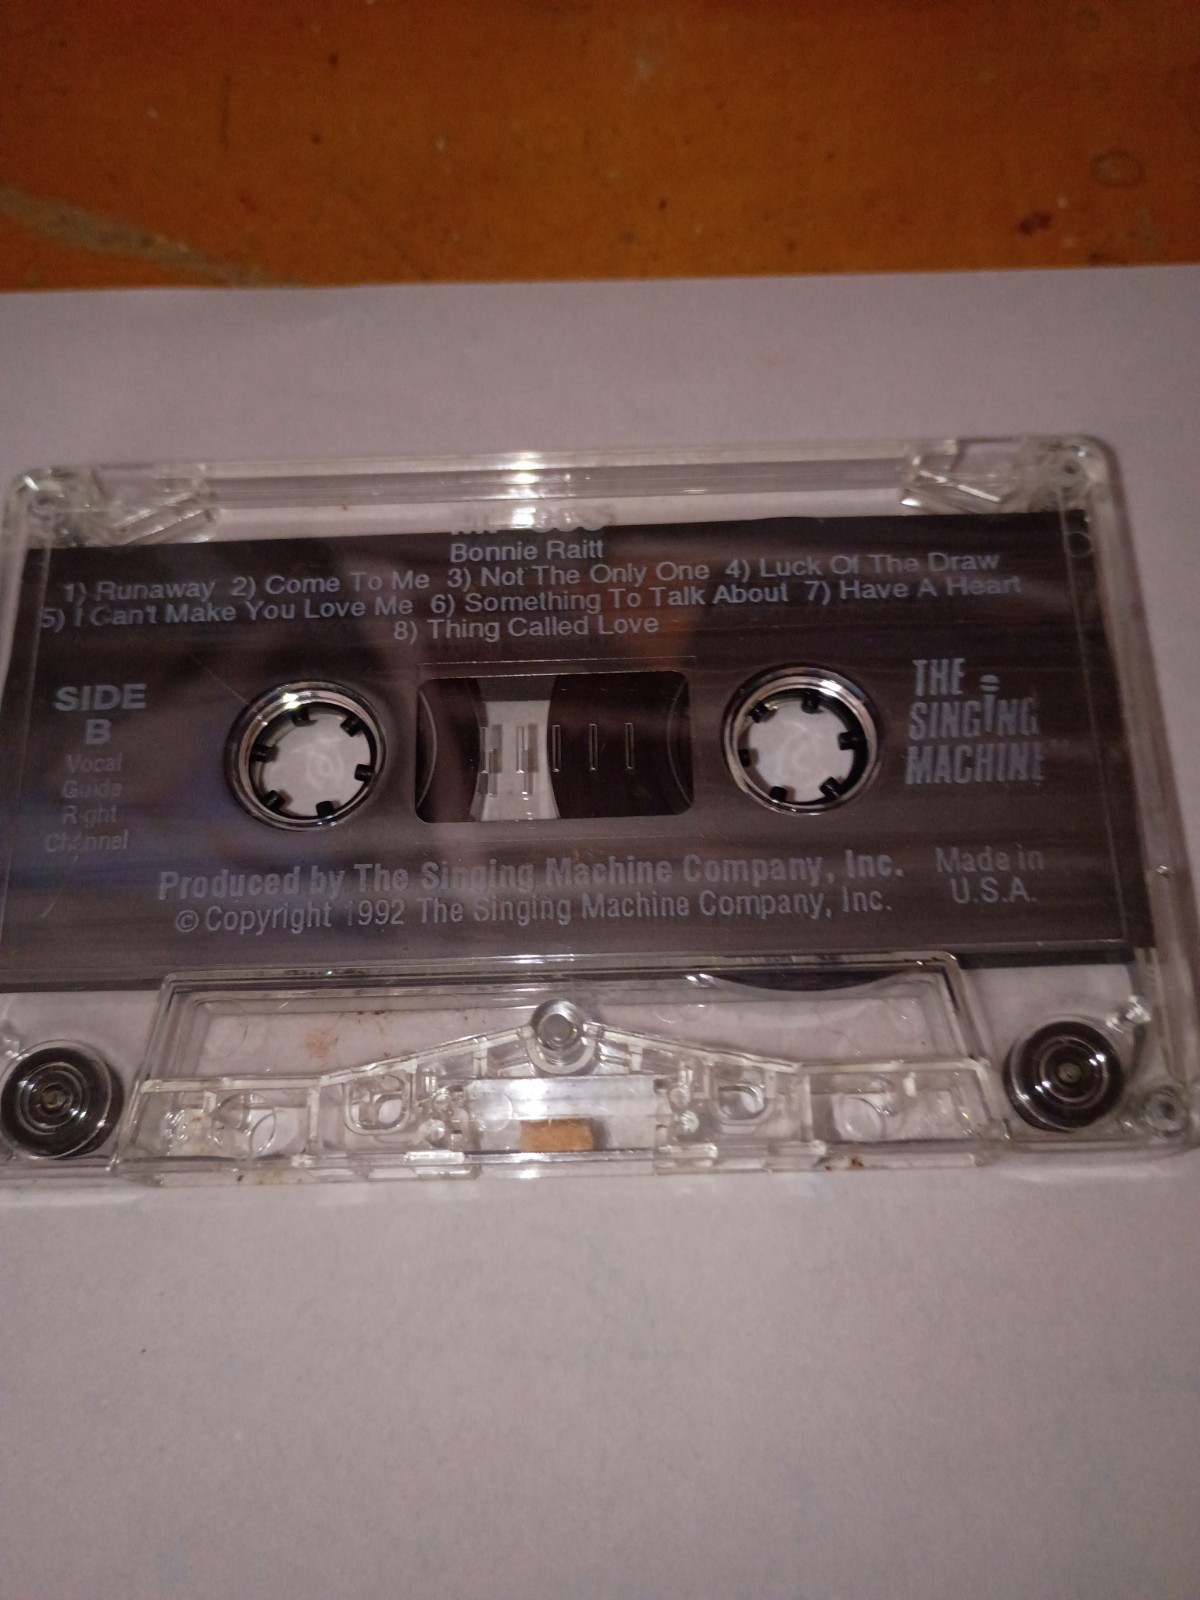 Bonnie Raitt
1) Runaway 2) Come To Me 3) Not The Only One 4) Luck Of The Draw
5) I Can't Make You Love Me 6) Something To Talk About 7) Have A Heart
8) Thing Called Love
SIDE
B
Vocal
Guide
Right
Channel
THE
SINGING
MACHINE
Produced by The Singing Machine Company, Inc.
© Copyright 1992 The Singing Machine Company, Inc.
Made in
U.S.A.